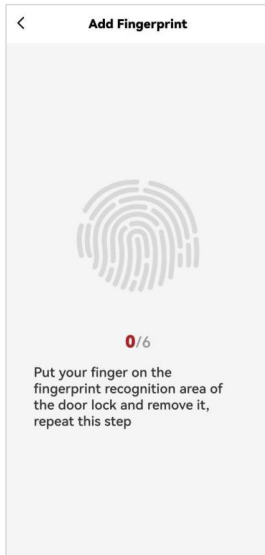 Add Fingerprint
0/6
Put your finger on the
fingerprint recognition area of
the door lock and remove it,
repeat this step